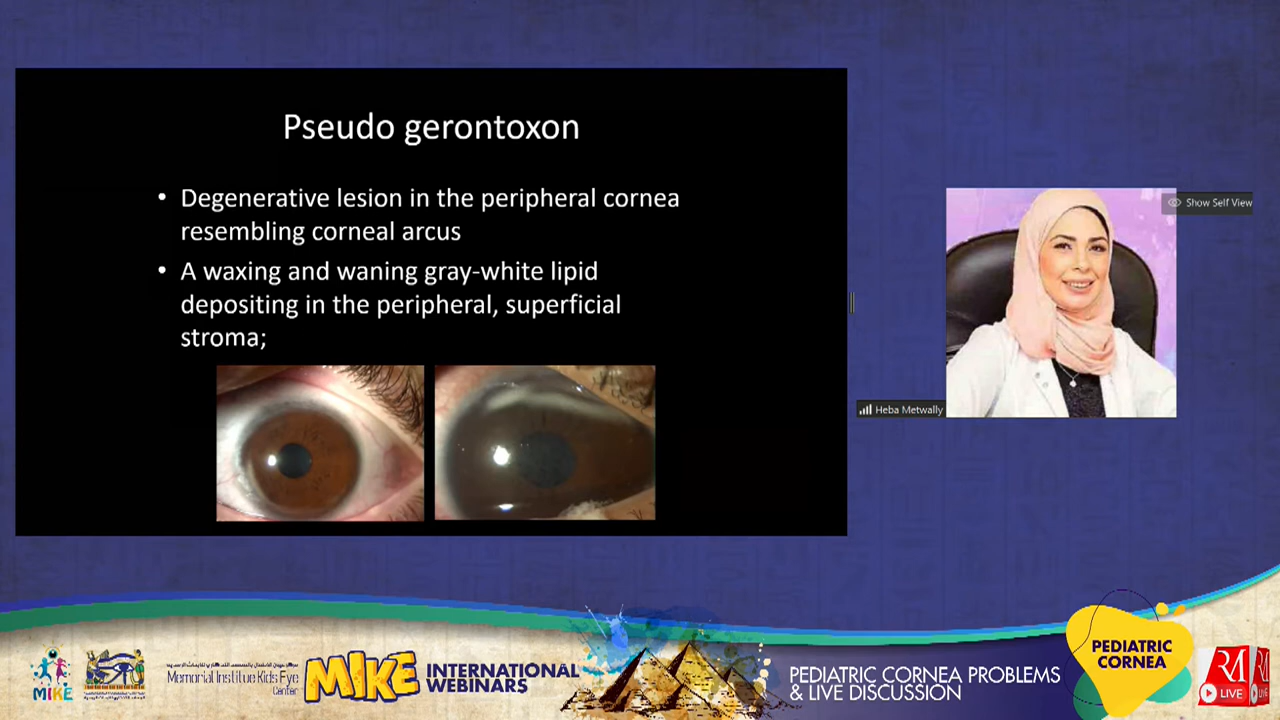 Pseudo gerontoxon
• Degenerative lesion in the peripheral cornea
resembling corneal arcus
• A waxing and waning gray-white lipid
depositing in the peripheral, superficial
stroma;
Show Self View
Heba Metwally
MIKE
Memorial Institue Kids Eye
Center
MIKE
INTERNATIONAL
WEBINARS
PEDIATRIC CORNEA PROBLEMS
& LIVE DISCUSSION
PEDIATRIC
CORNEA
LIVE
LIVE